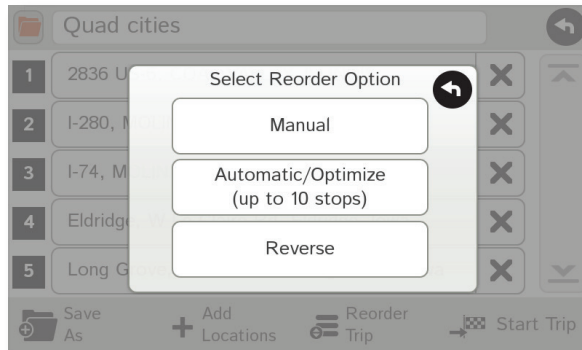 Quad cities
1 2836 U
Select Reorder Option
2 I-280, M
Manual
3 I-74, M
Automatic/Optimize
(up to 10 stops)
4 Eldridge
Reverse
5 Long G
Save
As
Add
Locations
Reorder
Trip
Start Trip